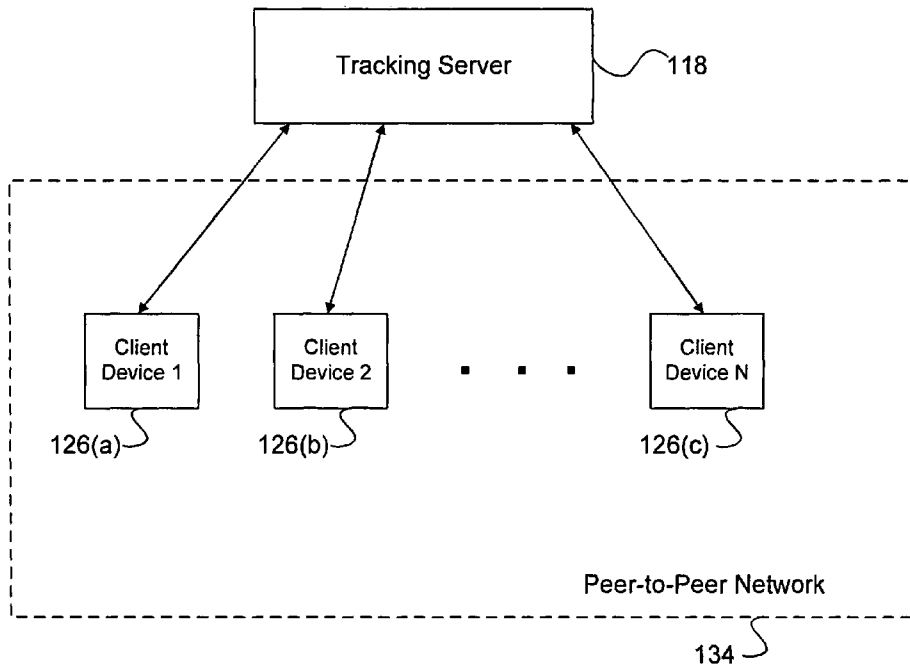 Tracking Server
118
Client
Device 1
Client
Device 2
Client
Device N
126(a)
126(b)
126(c)
Peer-to-Peer Network
134